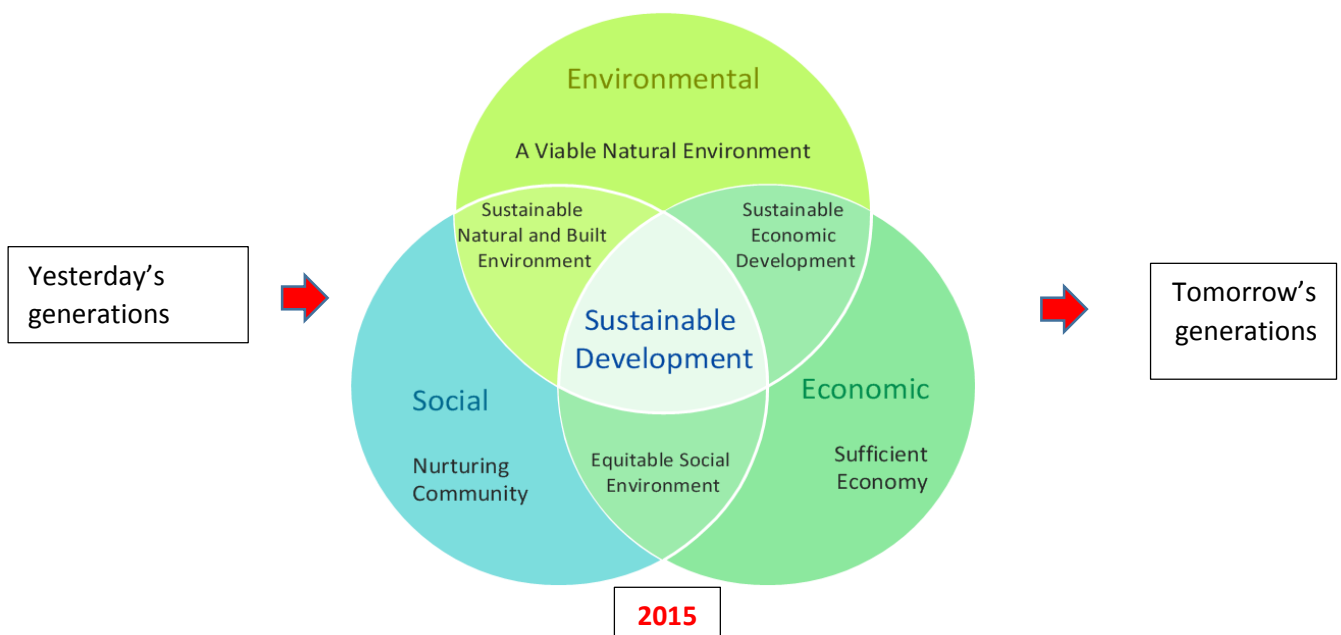 Environmental
A Viable Natural Environment
Sustainable
Natural and Built
Environment
Sustainable
Economic
Development
Yesterday’s
generations
Tomorrow’s
generations
Sustainable
Development
Social
Nurturing
Community
Economic
Sufficient
Economy
Equitable Social
Environment
2015